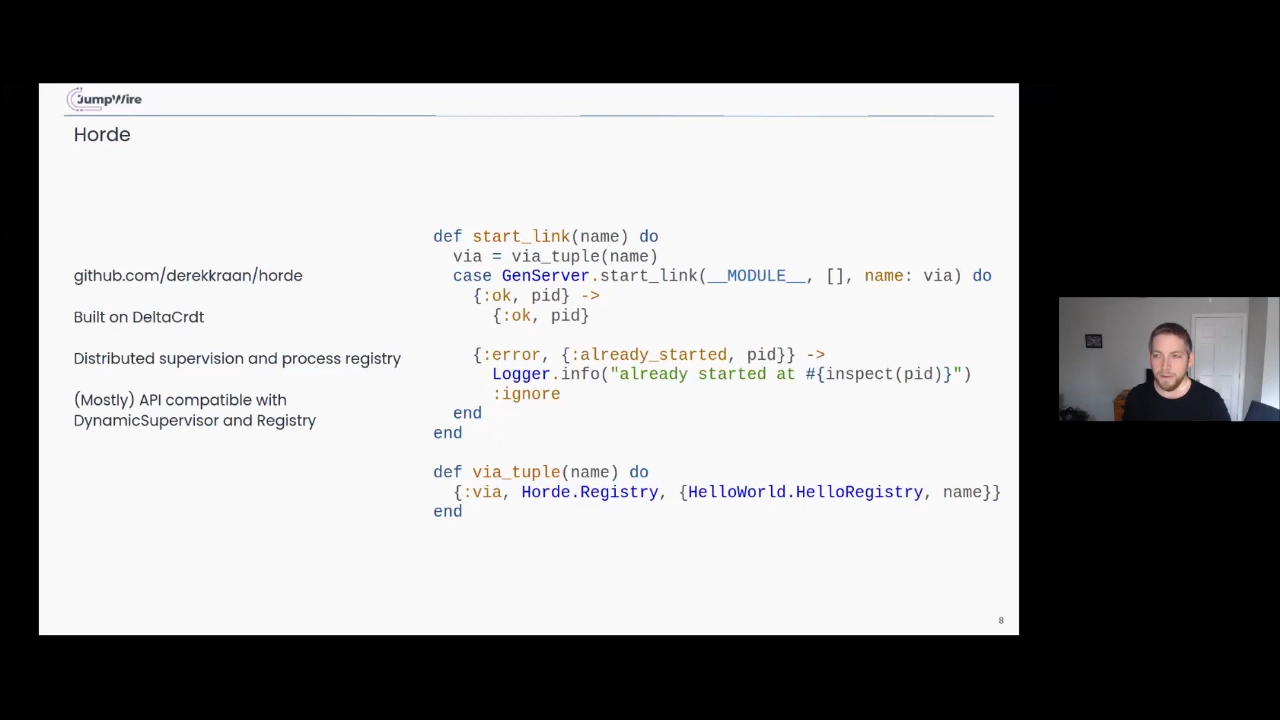 JumpWire
Horde
github.com/derekkraan/horde
Built on DeltaCrdt
Distributed supervision and process registry
(Mostly) API compatible with
DynamicSupervisor and Registry
def start_link(name) do
  via = via_tuple(name)
  case GenServer.start_link(__MODULE__, [], name: via) do
    {:ok, pid} ->
      {:ok, pid}
    {:error, {:already_started, pid}} ->
      Logger.info("already started at #{inspect(pid)}")
      :ignore
  end
end
def via_tuple(name) do
  {:via, Horde.Registry, {HelloWorld.HelloRegistry, name}}
end
8